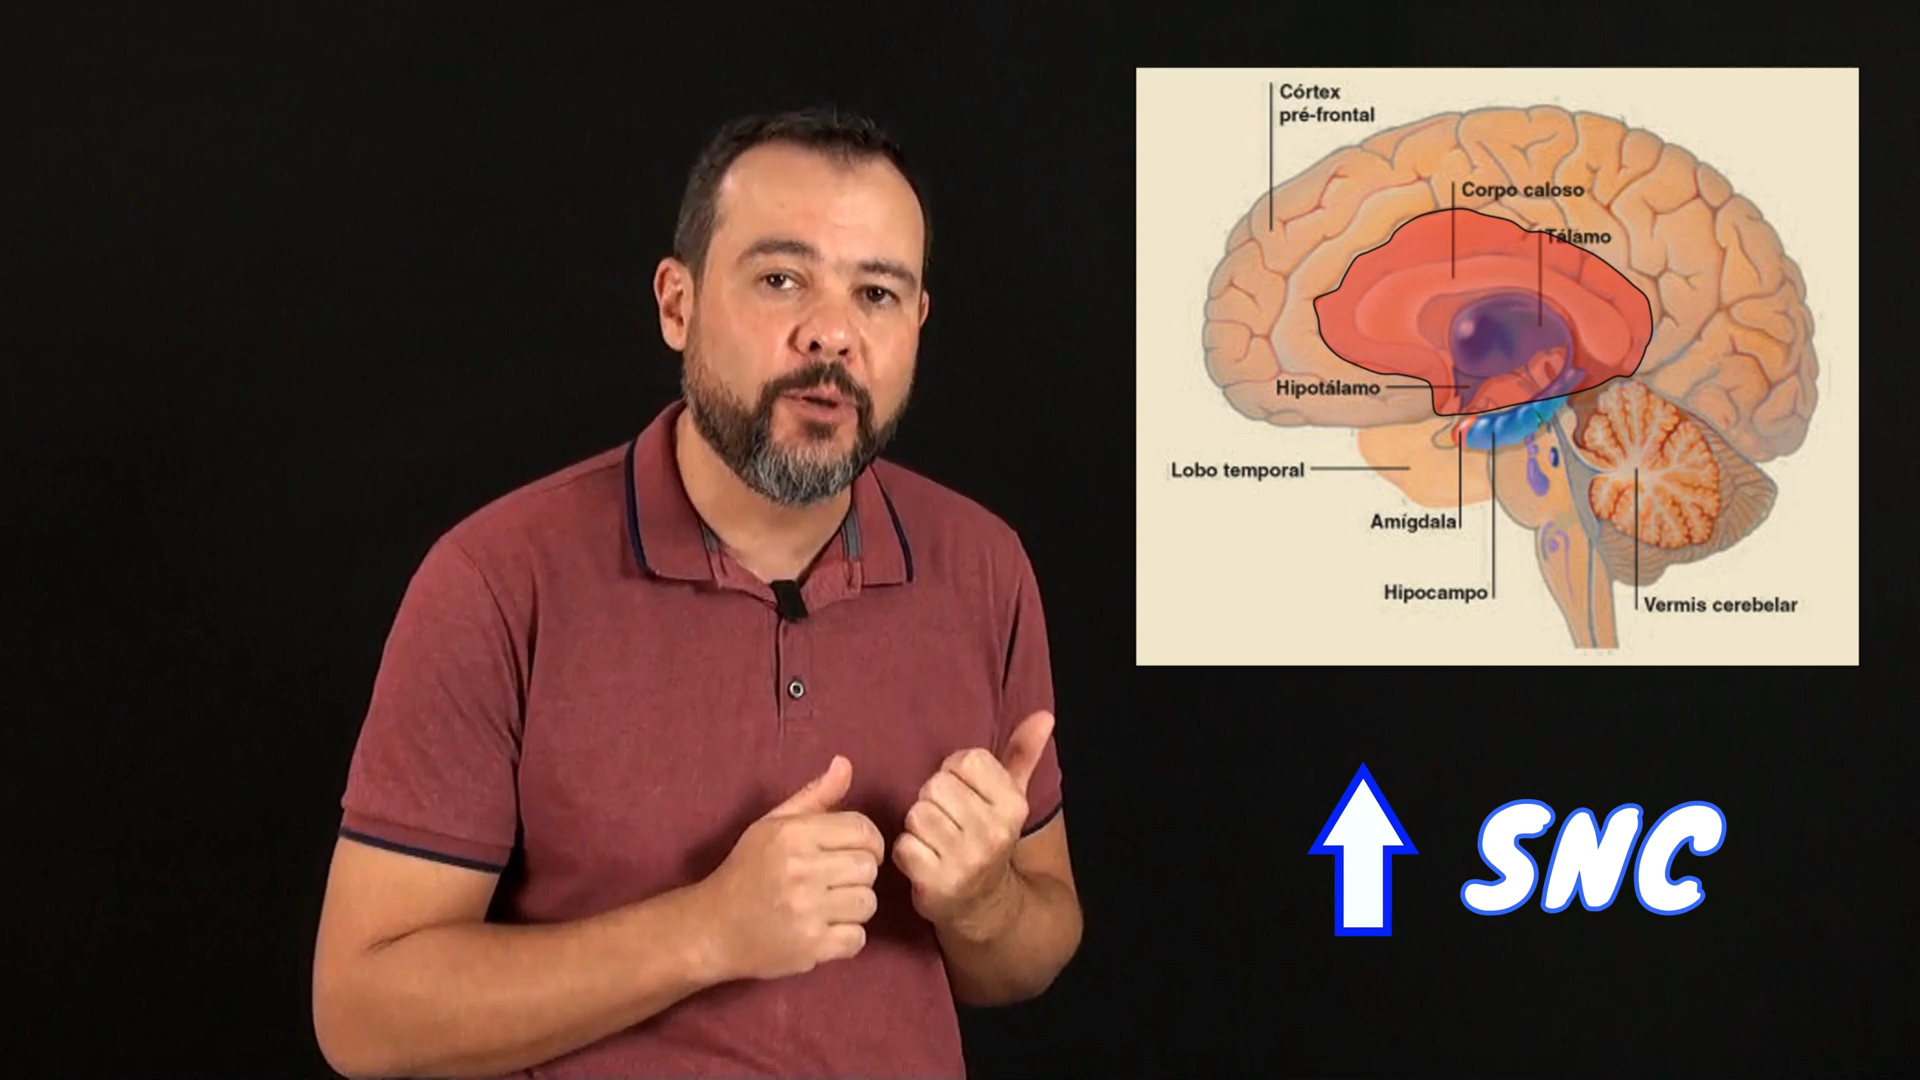 Córtex
pré-frontal
Corpo caloso
Tálamo
Hipotálamo
Lobo temporal
Amígdala
Hipocampo
Vermis cerebelar
SNC